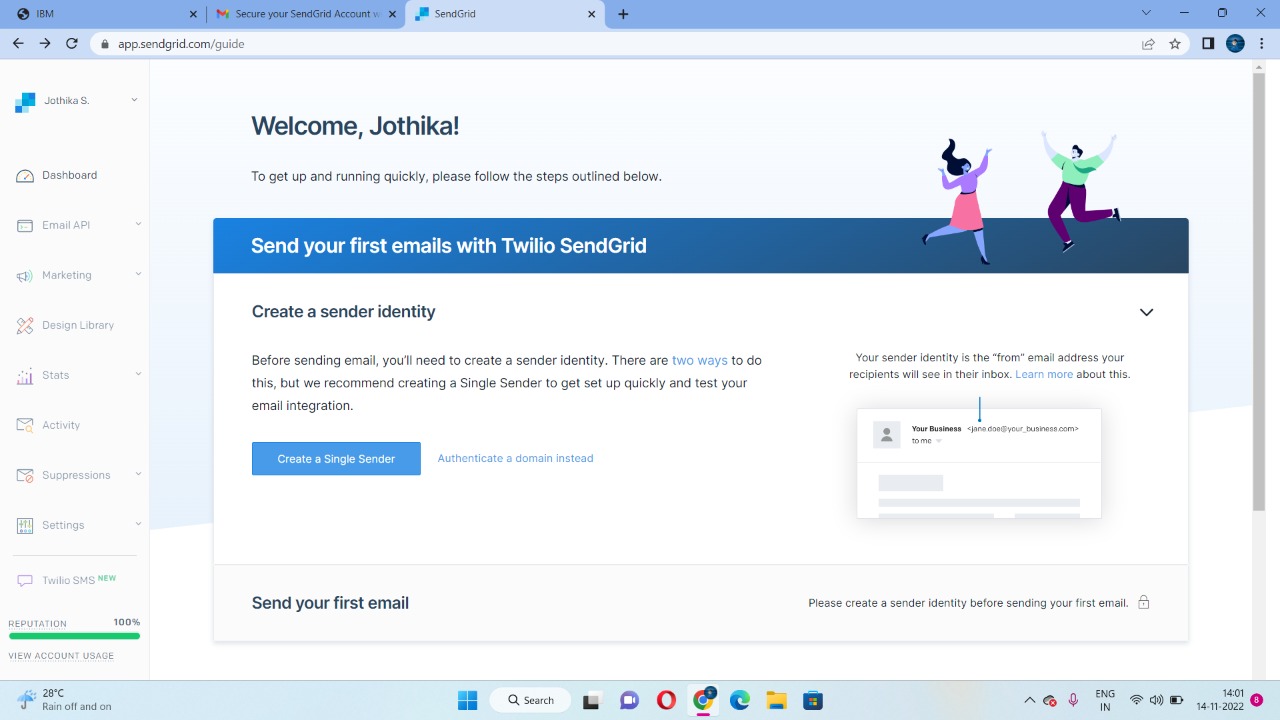 IBM
Secure your SendGrid Account w
SendGrid
app.sendgrid.com/guide
Jothika S.
Dashboard
Email API
Marketing
Design Library
Stats
Activity
Suppressions
Settings
Twilio SMS NEW
REPUTATION 100%
VIEW ACCOUNT USAGE
Welcome, Jothika!
To get up and running quickly, please follow the steps outlined below.
Send your first emails with Twilio SendGrid
Create a sender identity
Before sending email, you'll need to create a sender identity. There are two ways to do
this, but we recommend creating a Single Sender to get set up quickly and test your
email integration.
Create a Single Sender
Authenticate a domain instead
Your sender identity is the “from” email address your
recipients will see in their inbox. Learn more about this.
Your Business <jane.doe@your_business.com>
to me
Send your first email
Please create a sender identity before sending your first email.
28°C
Rain off and on
Search
ENG
IN
14:01
14-11-2022
8